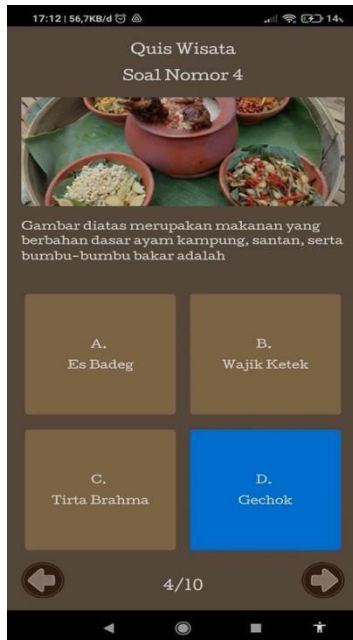 17:12 | 56,7KB/d
14%
Quis Wisata
Soal Nomor 4
Gambar diatas merupakan makanan yang
berbahan dasar ayam kampung, santan, serta
bumbu-bumbu bakar adalah
A.
Es Badeg
B.
Wajik Ketek
C.
Tirta Brahma
D.
Gechok
4/10